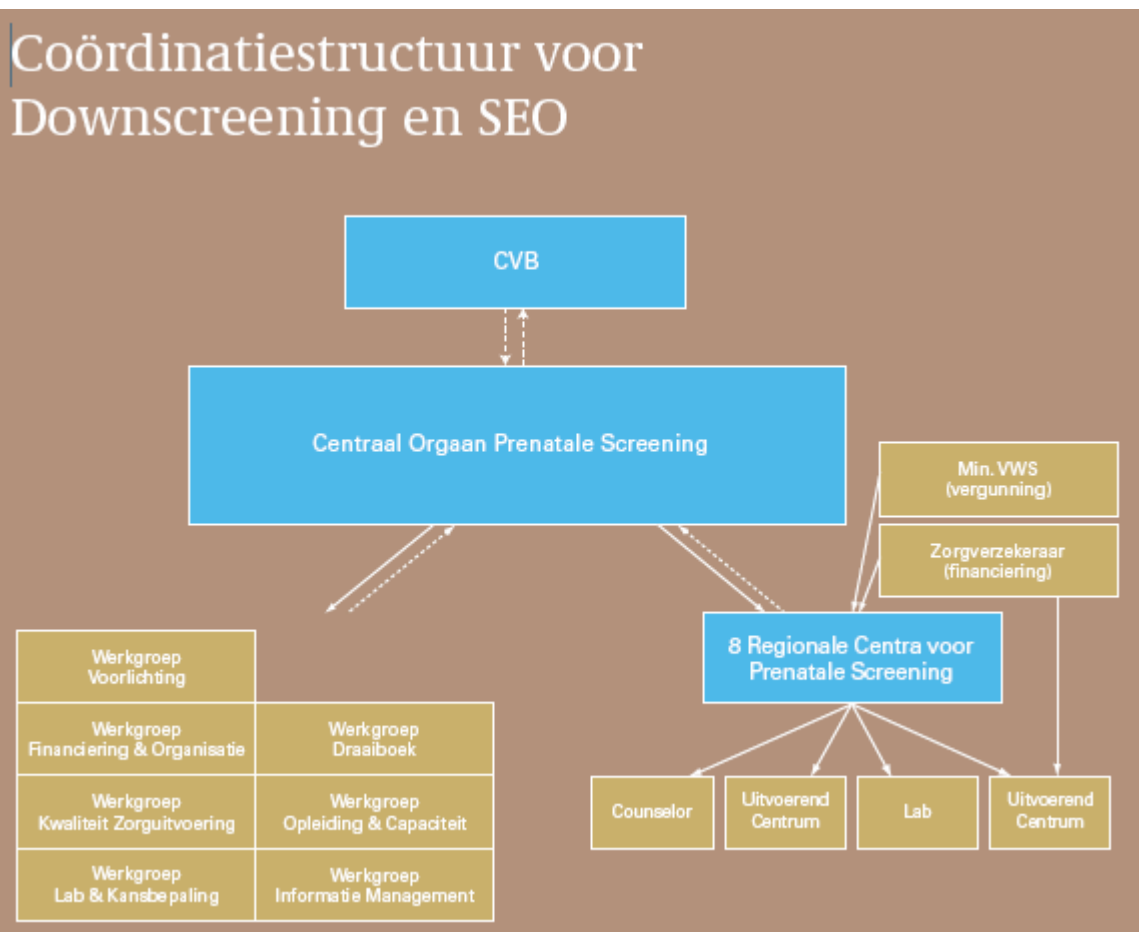 Coördinatiestructuur voor
Downscreening en SEO
CVB
Centraal Orgaan Prenatale Screening
Min. VWS
(vergunning)
Zorgverzekeraar
(financiering)
8 Regionale Centra voor
Prenatale Screening
Werkgroep
Voorlichting
Werkgroep
Financiering & Organisatie
Werkgroep
Draaiboek
Werkgroep
Kwaliteit Zorguitvoering
Werkgroep
Opleiding & Capaciteit
Werkgroep
Lab & Kansbepaling
Werkgroep
Informatie Management
Counselor
Uitvoerend
Centrum
Lab
Uitvoerend
Centrum